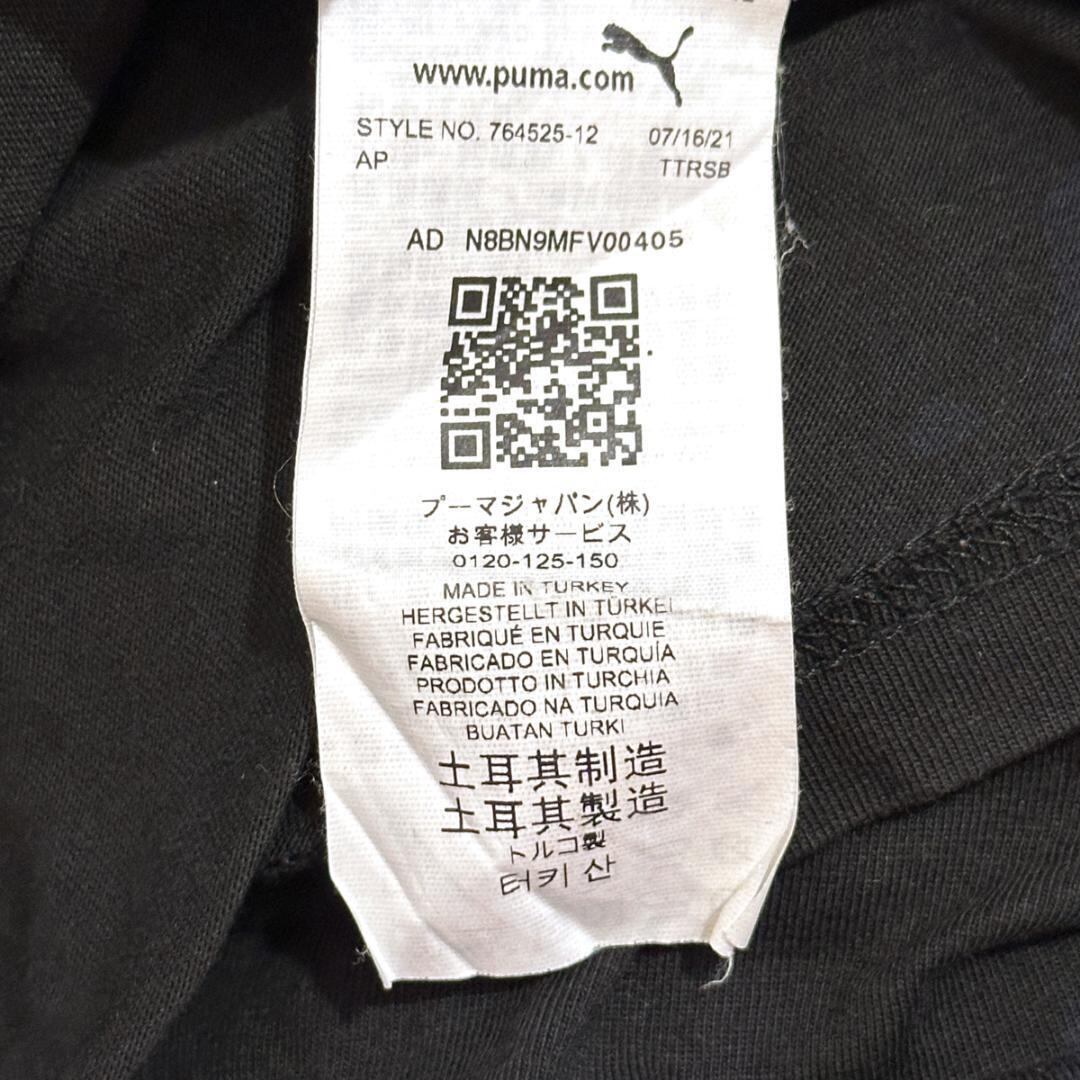 www.puma.com
STYLE NO. 764525-12 07/16/21
AP TTRSB
AD N8BN9MFV00405
プーマジャパン(株)
お客様サービス
0120-125-150
MADE IN TURKEY
HERGESTELLT IN TÜRKEI
FABRIQUÉ EN TURQUIE
FABRICADO EN TURQUÍA
PRODOTTO IN TURCHIA
FABRICADO NA TURQUIA
BUATAN TURKI
土耳其制造
土耳其製造
トルコ製
터키 산